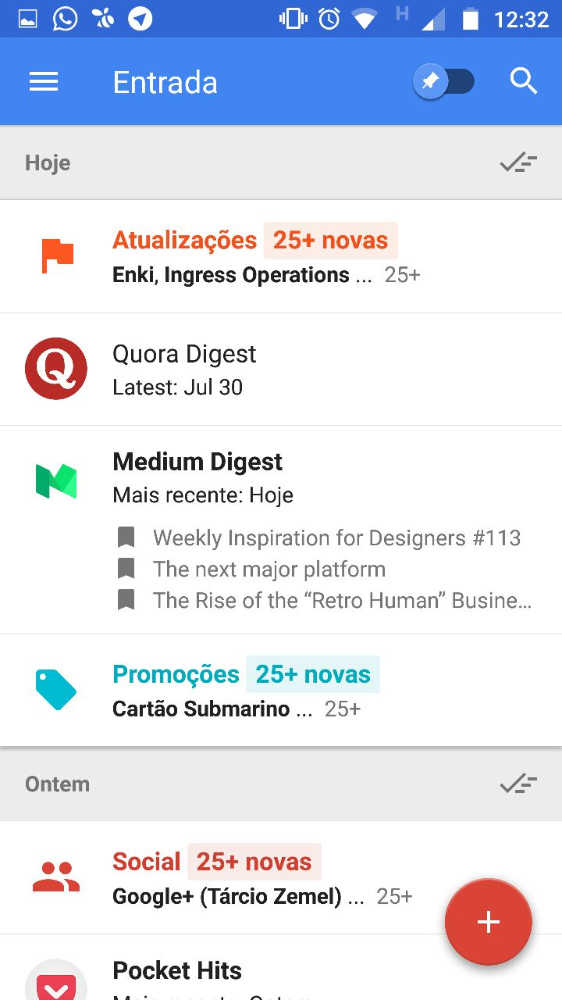 H 12:32
Entrada
Hoje
Atualizações 25+ novas
Enki, Ingress Operations ... 25+
Quora Digest
Latest: Jul 30
Medium Digest
Mais recente: Hoje
Weekly Inspiration for Designers #113
The next major platform
The Rise of the “Retro Human” Busine...
Promoções 25+ novas
Cartão Submarino ... 25+
Ontem
Social 25+ novas
Google+ (Tárcio Zemel) ... 25+
Pocket Hits